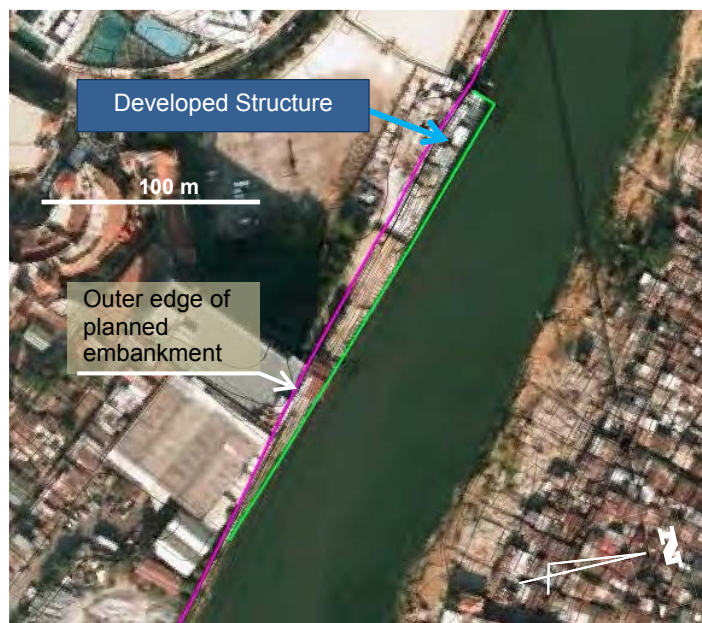 Developed Structure
100 m
Outer edge of
planned
embankment
N